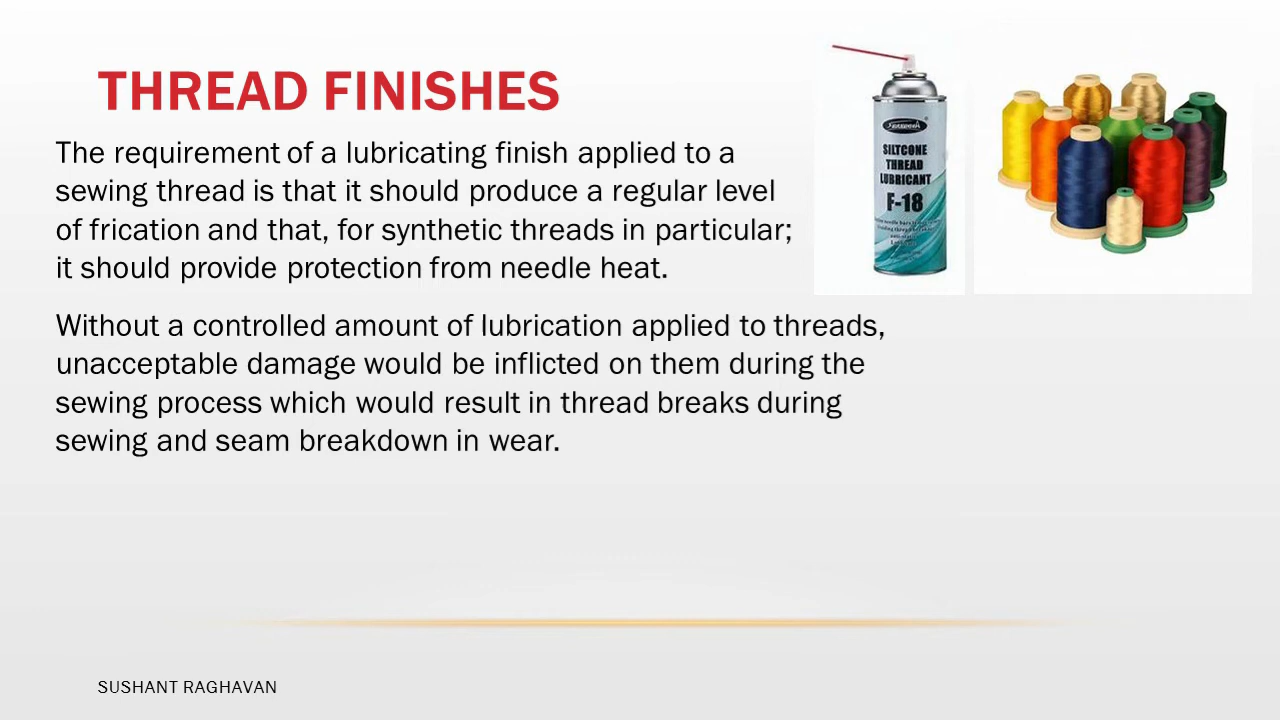 THREAD FINISHES
The requirement of a lubricating finish applied to a
sewing thread is that it should produce a regular level
of frication and that, for synthetic threads in particular;
it should provide protection from needle heat.
Without a controlled amount of lubrication applied to threads,
unacceptable damage would be inflicted on them during the
sewing process which would result in thread breaks during
sewing and seam breakdown in wear.
SILTCONE
THREAD
LUBRICANT
F-18
SUSHANT RAGHAVAN